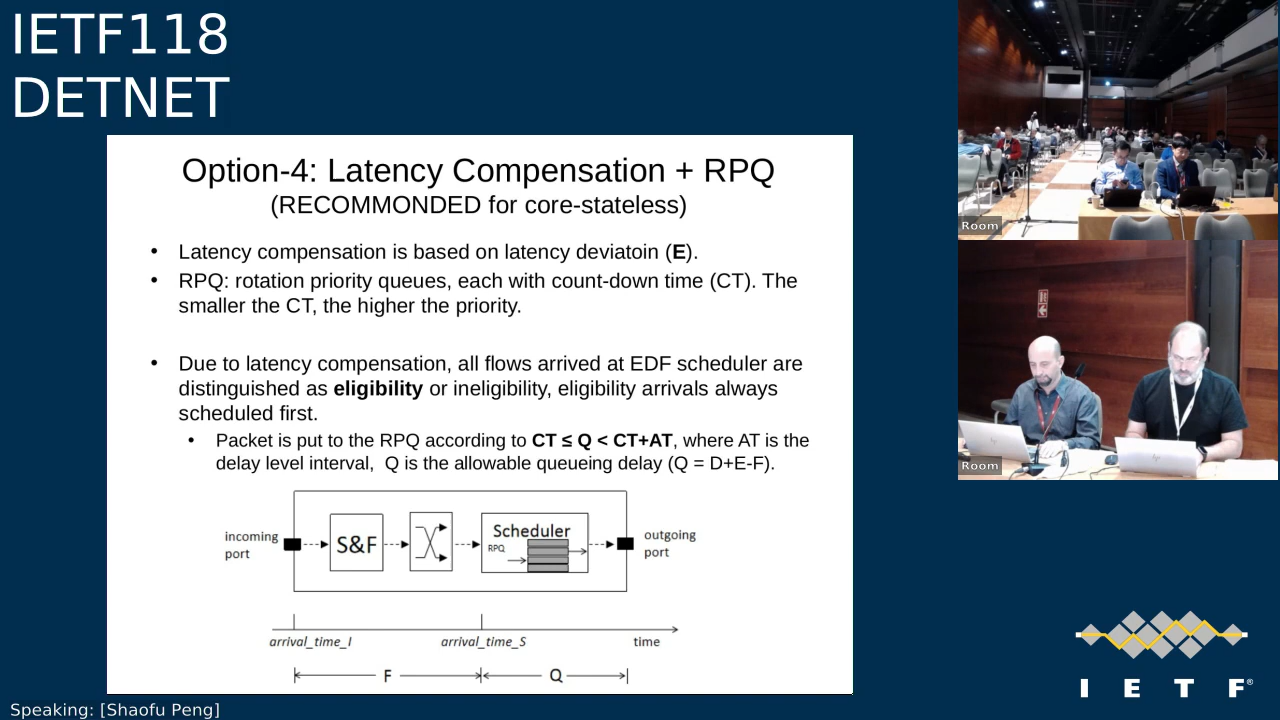 IETF118
DETNET
Option-4: Latency Compensation + RPQ
(RECOMMONDED for core-stateless)
• Latency compensation is based on latency deviatoin (E).
• RPQ: rotation priority queues, each with count-down time (CT). The
smaller the CT, the higher the priority.
• Due to latency compensation, all flows arrived at EDF scheduler are
distinguished as eligibility or ineligibility, eligibility arrivals always
scheduled first.
• Packet is put to the RPQ according to CT ≤ Q < CT+AT, where AT is the
delay level interval, Q is the allowable queueing delay (Q = D+E-F).
incoming
port
S&F
Scheduler
RPQ
outgoing
port
arrival_time_I
arrival_time_S
time
F
Q
Room
Room
I E T F®
Speaking: [Shaofu Peng]